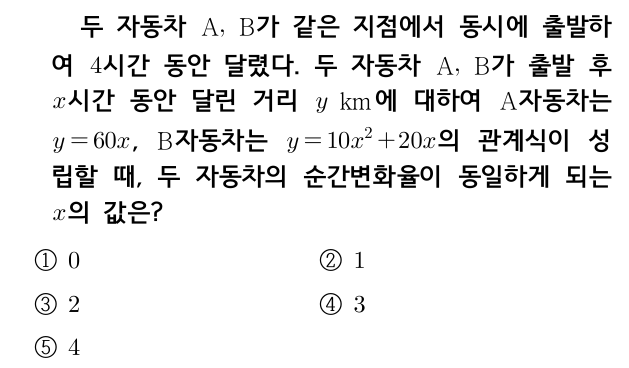 두 자동차 A, B가 같은 지점에서 동시에 출발하
여 4시간 동안 달렸다. 두 자동차 A, B가 출발 후
x시간 동안 달린 거리 y km에 대하여 A자동차는
y=60x, B자동차는 y=10x²+20x의 관계식이 성
립할 때, 두 자동차의 순간변화율이 동일하게 되는
x의 값은?
① 0 ② 1
③ 2 ④ 3
⑤ 4